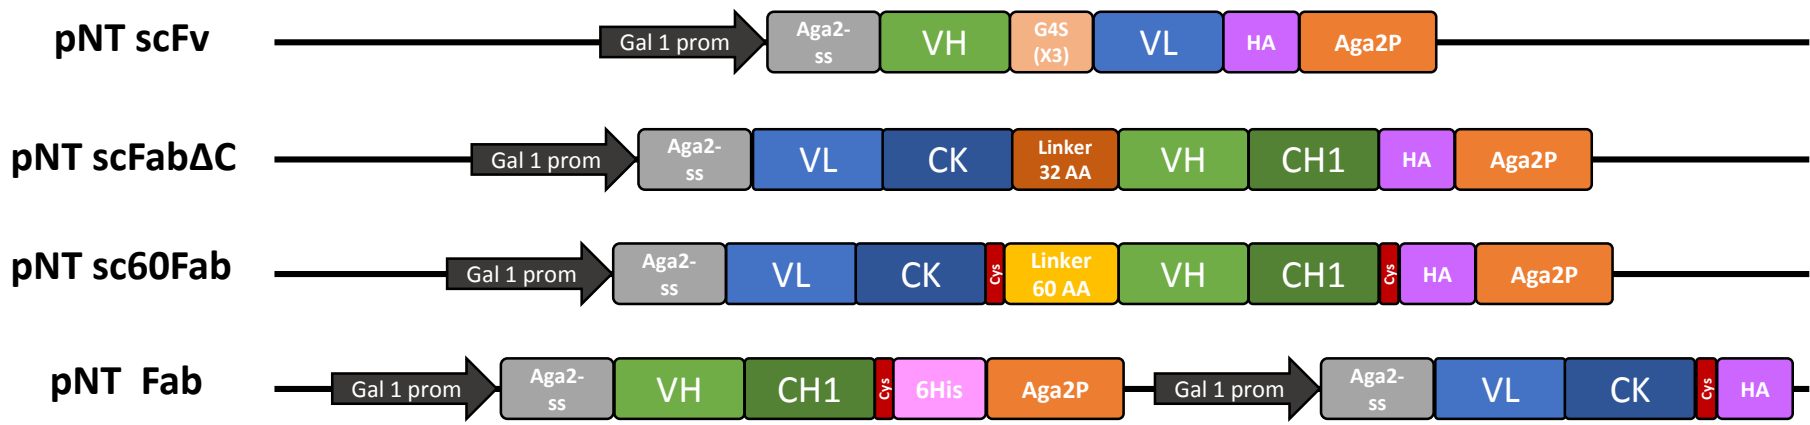 pNT scFv
Gal 1 prom
Aga2-
ss
VH
G4S
(X3)
VL
HA
Aga2P
pNT scFabΔC
Gal 1 prom
Aga2-
ss
VL
CK
Linker
32 AA
VH
CH1
HA
Aga2P
pNT sc60Fab
Gal 1 prom
Aga2-
ss
VL
CK
Cys
Linker
60 AA
VH
CH1
Cys
HA
Aga2P
pNT Fab
Gal 1 prom
Aga2-
ss
VH
CH1
Cys
6His
Aga2P
Gal 1 prom
Aga2-
ss
VL
CK
Cys
HA